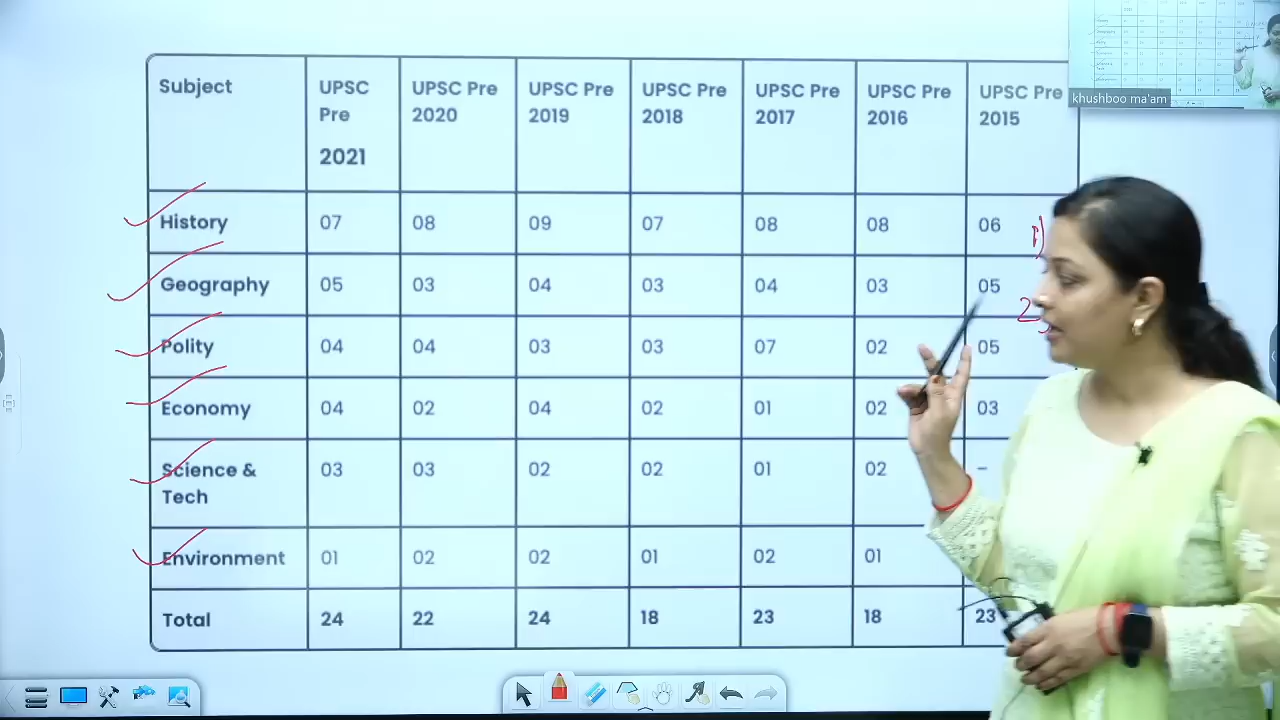 khushboo ma'am
Subject UPSC Pre 2021 UPSC Pre 2020 UPSC Pre 2019 UPSC Pre 2018 UPSC Pre 2017 UPSC Pre 2016 UPSC Pre 2015
History 07 08 09 07 08 08 06 1)
Geography 05 03 04 03 04 03 05 2)
Polity 04 04 03 03 07 02 05
Economy 04 02 04 02 01 02 03
Science & Tech 03 03 02 02 01 02 –
Environment 01 02 02 01 02 01
Total 24 22 24 18 23 18 23